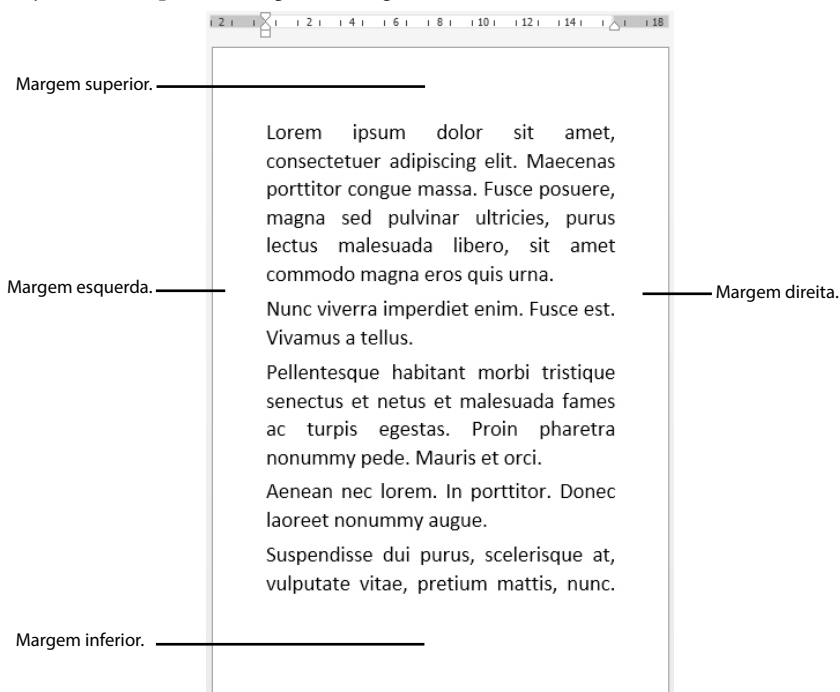 2 1 2 4 6 8 10 12 14 18
Margem superior.
Lorem ipsum dolor sit amet,
consectetuer adipiscing elit. Maecenas
porttitor congue massa. Fusce posuere,
magna sed pulvinar ultricies, purus
lectus malesuada libero, sit amet
commodo magna eros quis urna.
Margem esquerda.
Margem direita.
Nunc viverra imperdiet enim. Fusce est.
Vivamus a tellus.
Pellentesque habitant morbi tristique
senectus et netus et malesuada fames
ac turpis egestas. Proin pharetra
nonummy pede. Mauris et orci.
Aenean nec lorem. In porttitor. Donec
laoreet nonummy augue.
Suspendisse dui purus, scelerisque at,
vulputate vitae, pretium mattis, nunc.
Margem inferior.